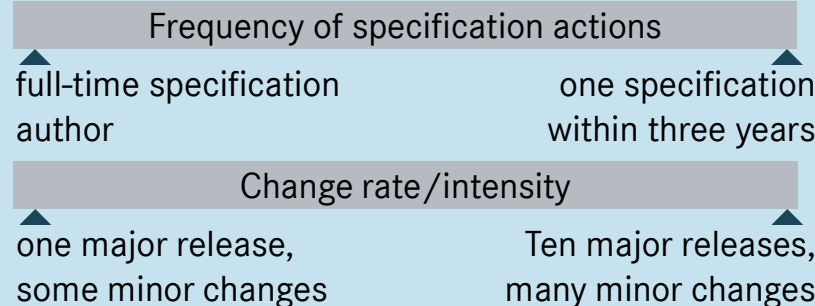 Frequency of specification actions
full-time specification
author
one specification
within three years
Change rate/intensity
one major release,
some minor changes
Ten major releases,
many minor changes